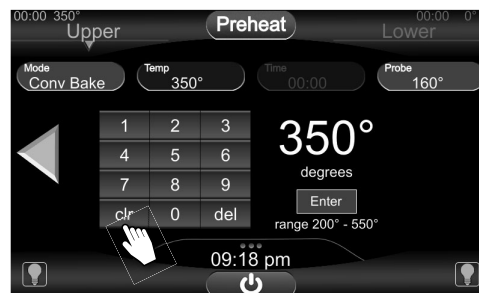 00:00 350° 00:00 0°
Upper Preheat Lower
Mode Temp Time Probe
Conv Bake 350° 00:00 160°
1 2 3
4 5 6
7 8 9
clr 0 del
350°
degrees
Enter
range 200° - 550°
09:18 pm